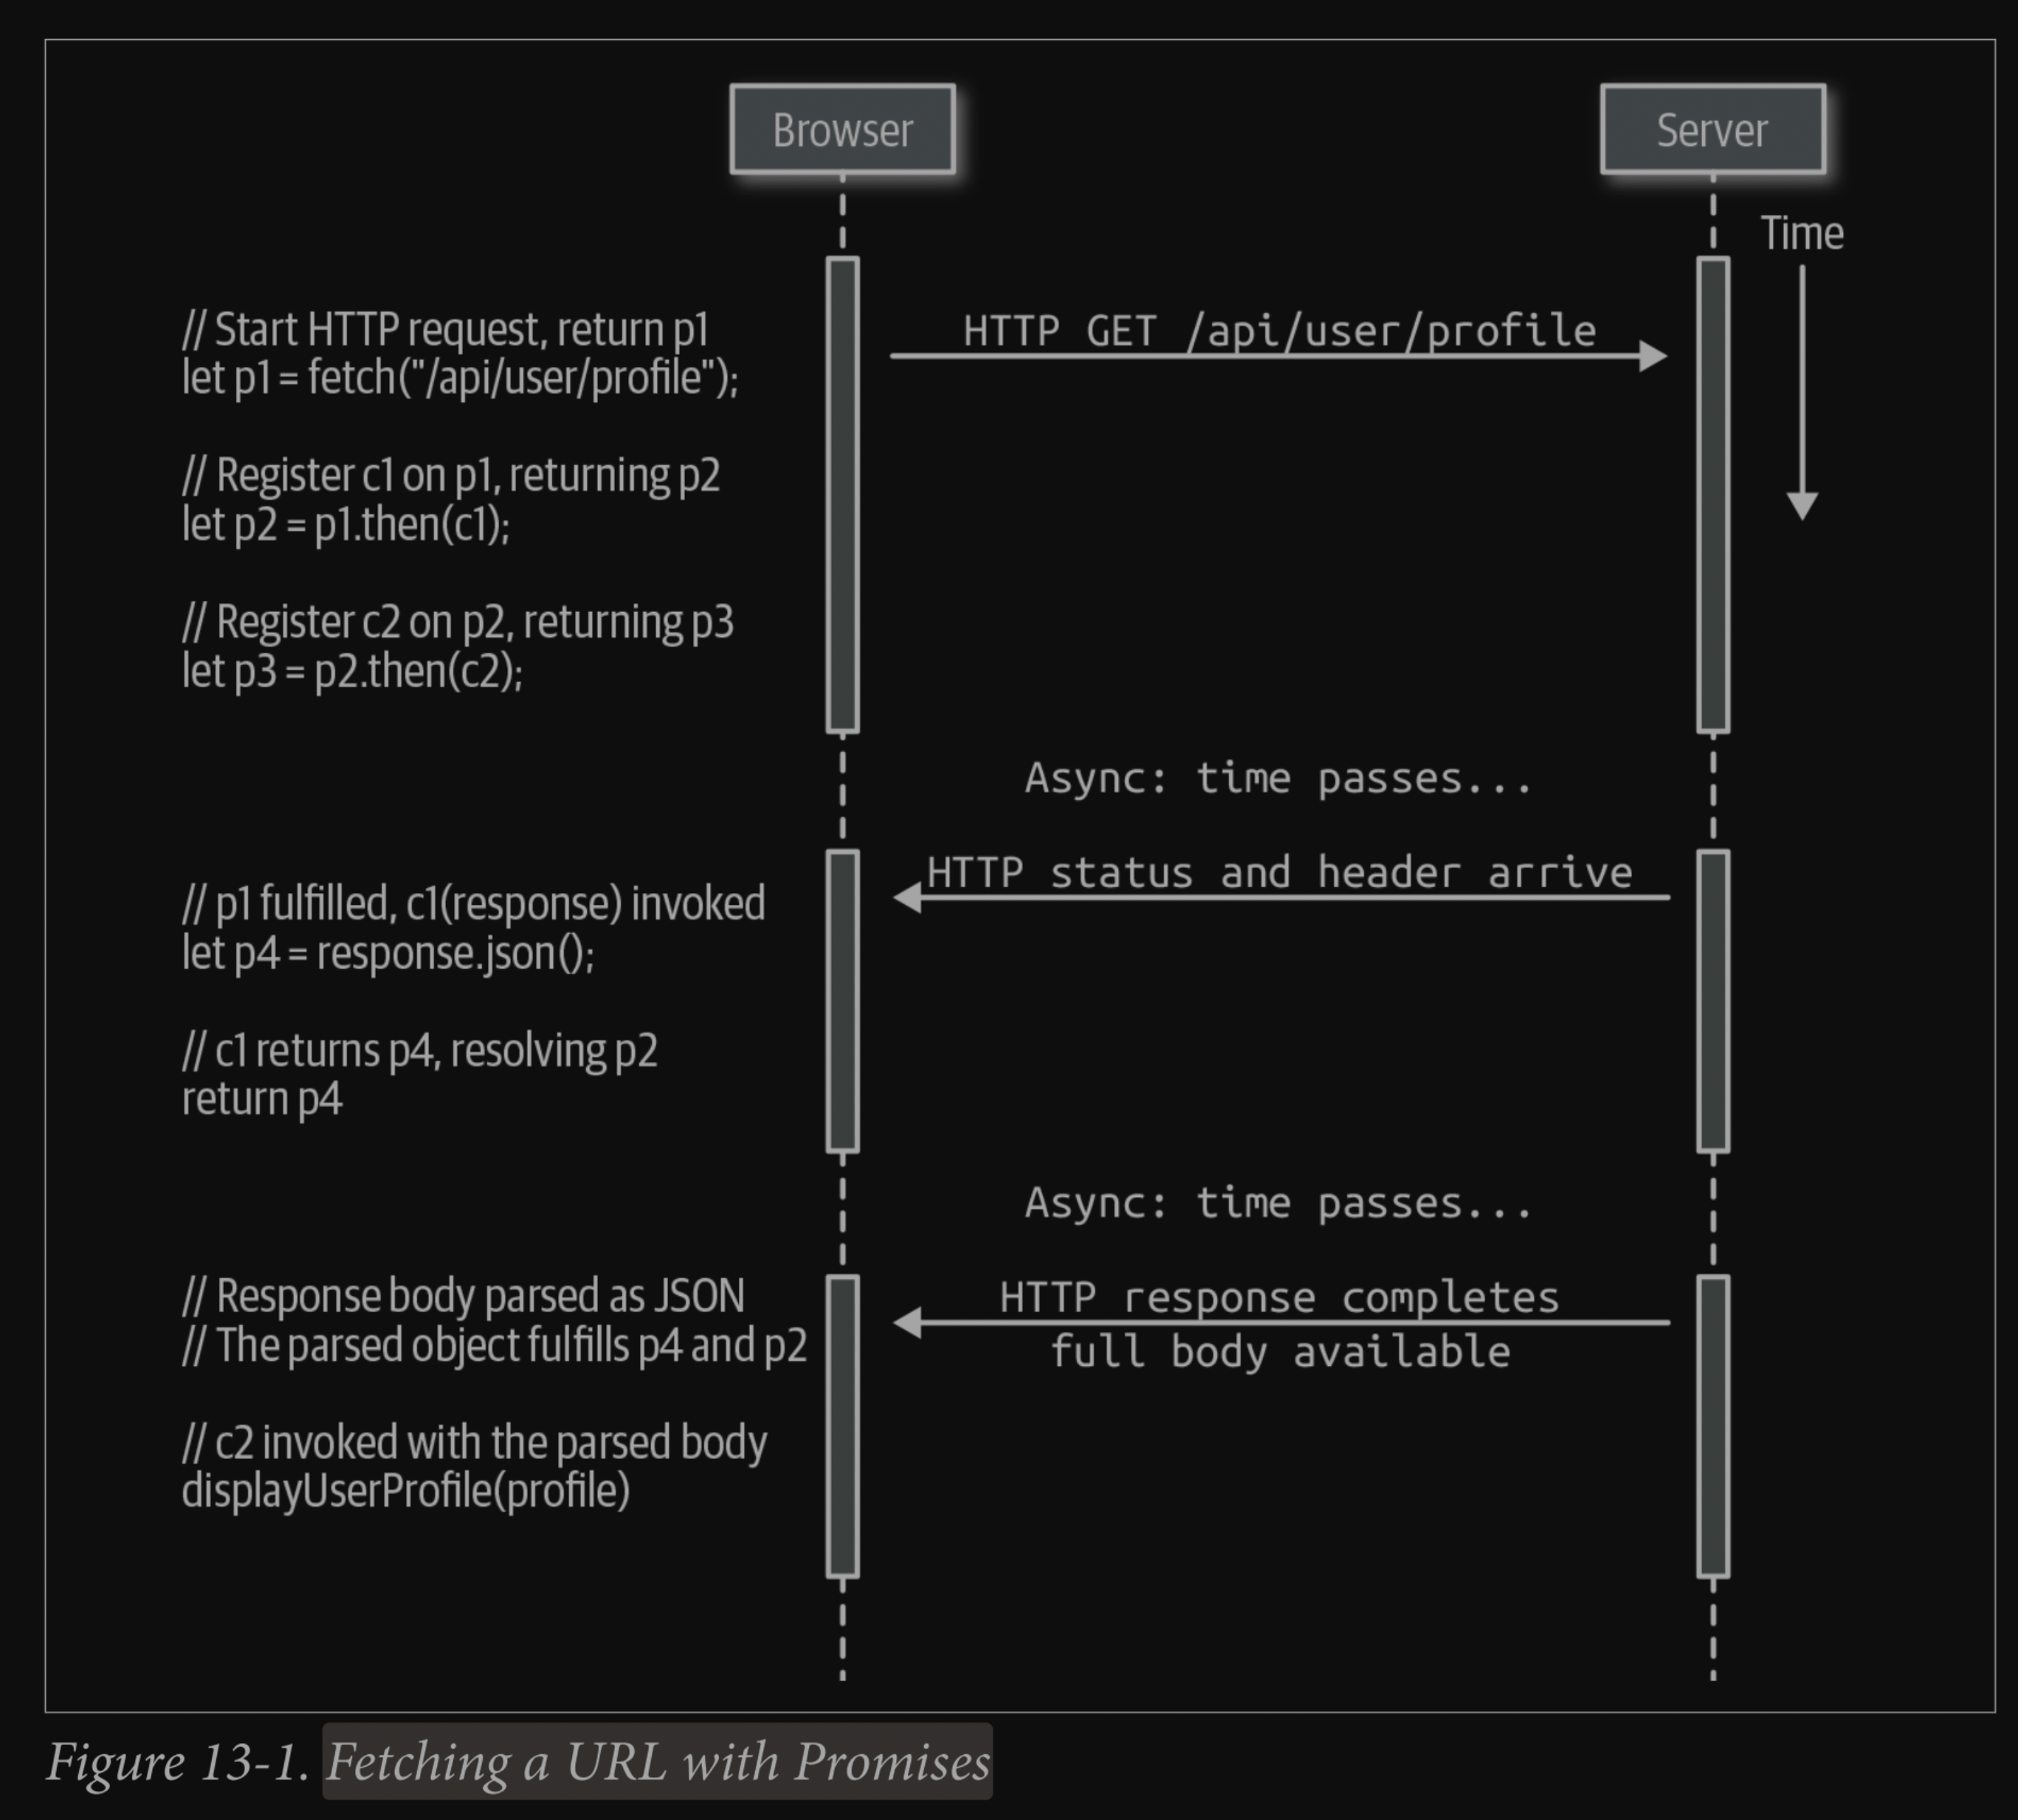 Browser
Server
Time
// Start HTTP request, return p1
let p1 = fetch("/api/user/profile");
HTTP GET /api/user/profile
// Register c1 on p1, returning p2
let p2 = p1.then(c1);
// Register c2 on p2, returning p3
let p3 = p2.then(c2);
Async: time passes...
HTTP status and header arrive
// p1 fulfilled, c1(response) invoked
let p4 = response.json();
// c1 returns p4, resolving p2
return p4
Async: time passes...
HTTP response completes
full body available
// Response body parsed as JSON
// The parsed object fulfills p4 and p2
// c2 invoked with the parsed body
displayUserProfile(profile)
Figure 13-1. Fetching a URL with Promises